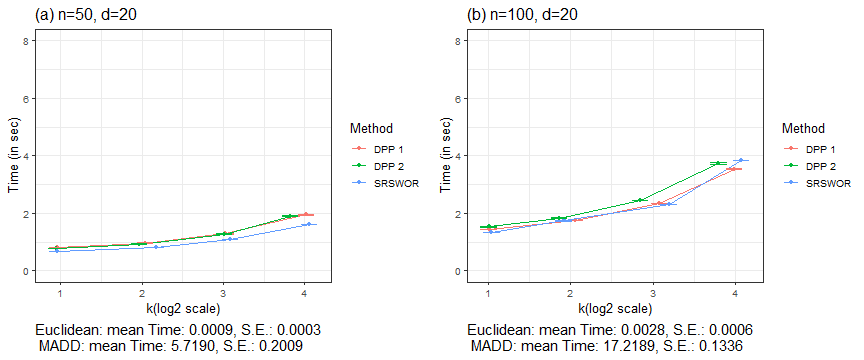 (a) n=50, d=20
8
6
4
2
0
Time (in sec)
1 2 3 4
k(log2 scale)
Method
DPP 1
DPP 2
SRSWOR
Euclidean: mean Time: 0.0009, S.E.: 0.0003
MADD: mean Time: 5.7190, S.E.: 0.2009
(b) n=100, d=20
8
6
4
2
0
Time (in sec)
1 2 3 4
k(log2 scale)
Method
DPP 1
DPP 2
SRSWOR
Euclidean: mean Time: 0.0028, S.E.: 0.0006
MADD: mean Time: 17.2189, S.E.: 0.1336